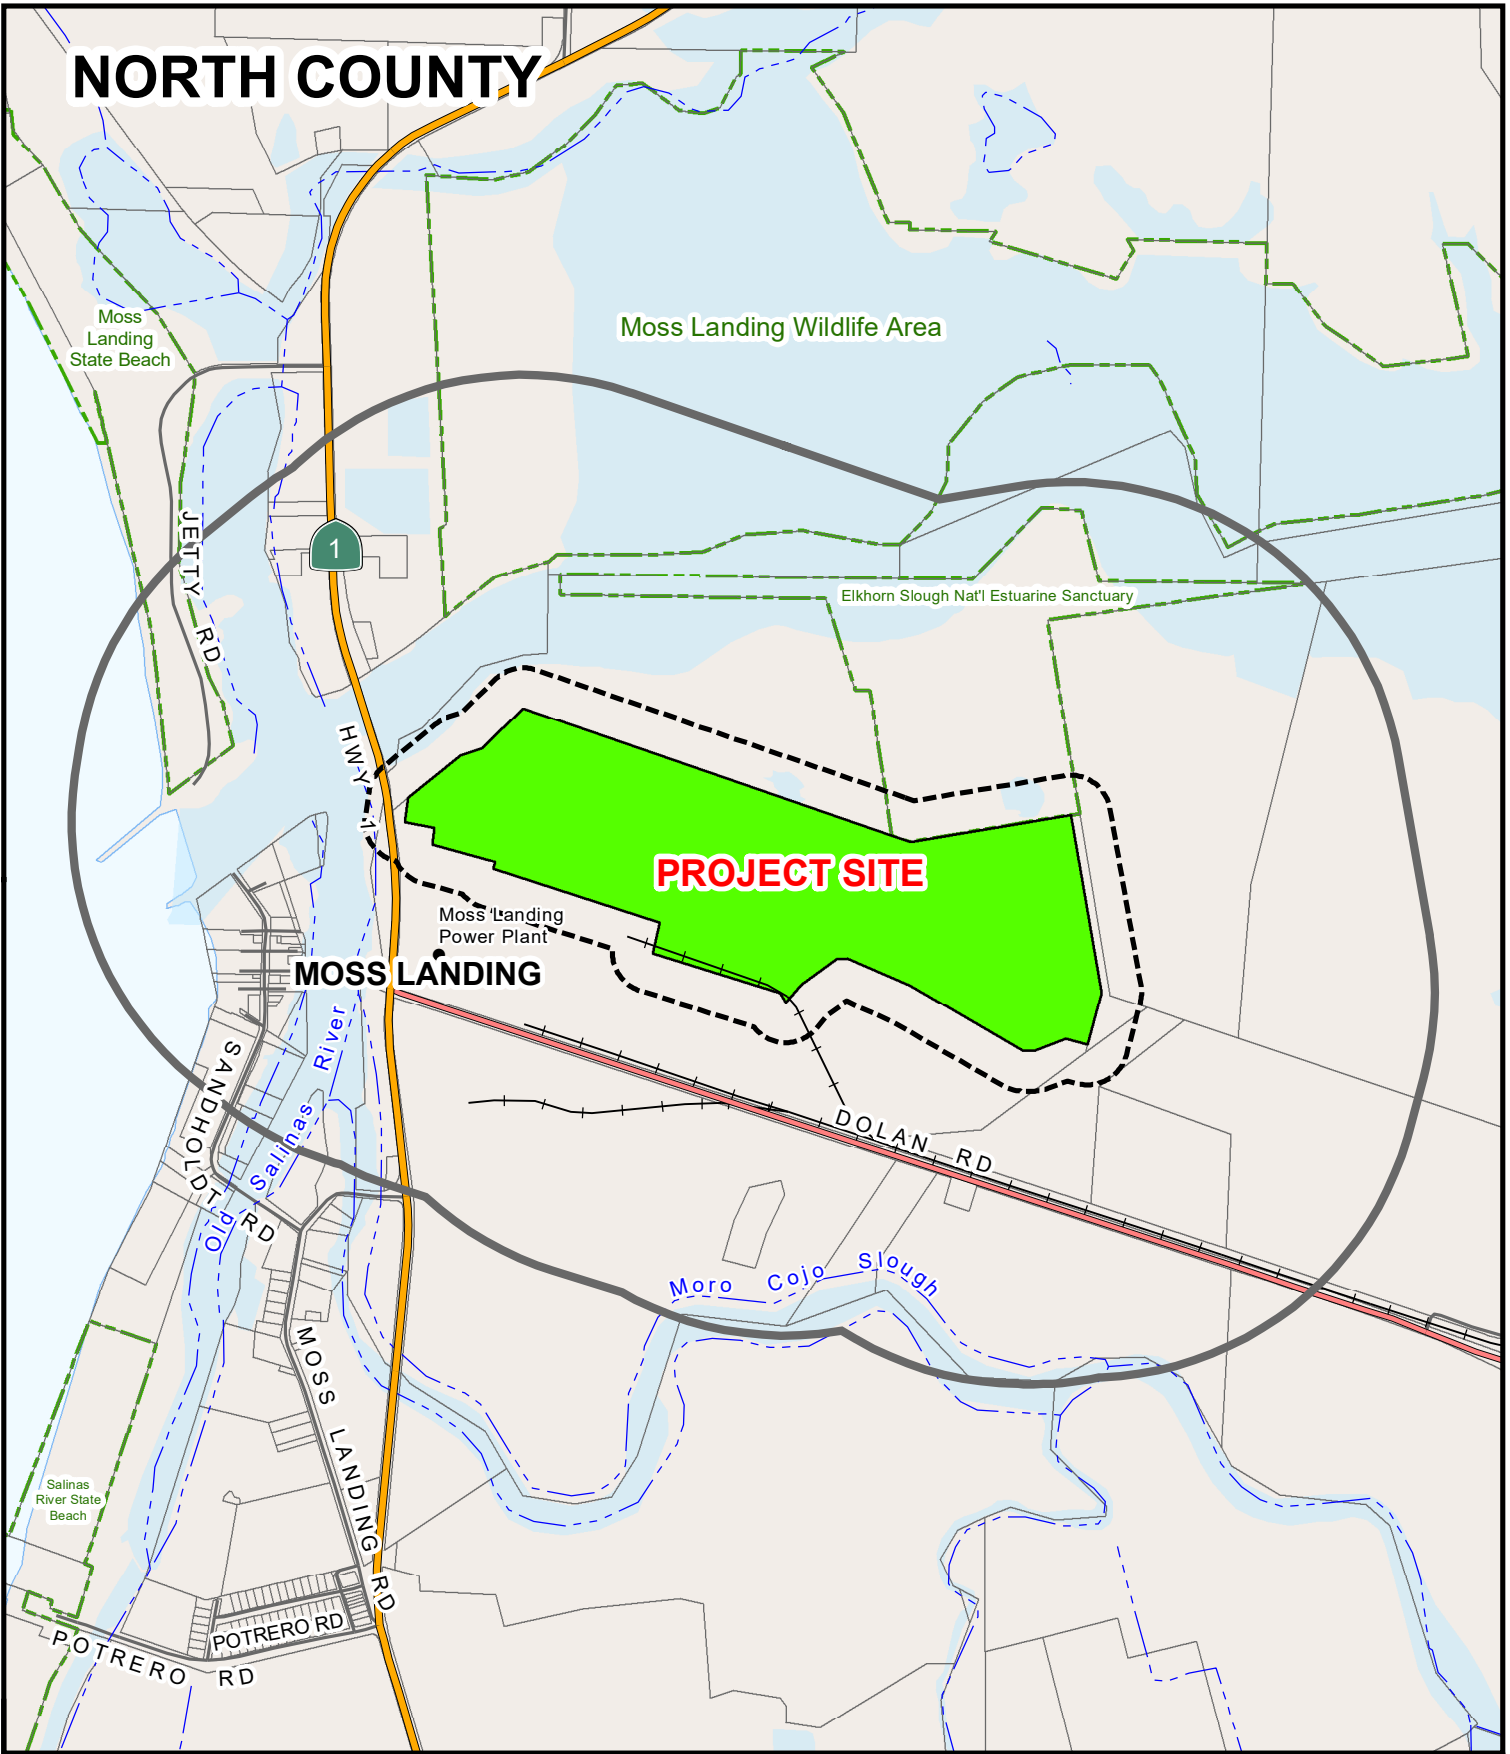 NORTH COUNTY
Moss
Landing
State Beach
Moss Landing Wildlife Area
JETTY RD
1
Elkhorn Slough Nat'l Estuarine Sanctuary
HWY 1
PROJECT SITE
Moss Landing
Power Plant
MOSS LANDING
SANDHOLDT RD
Old Salinas River
DOLAN RD
Moro Cojo Slough
MOSS LANDING RD
Salinas
River State
Beach
POTRERO RD
POTRERO RD